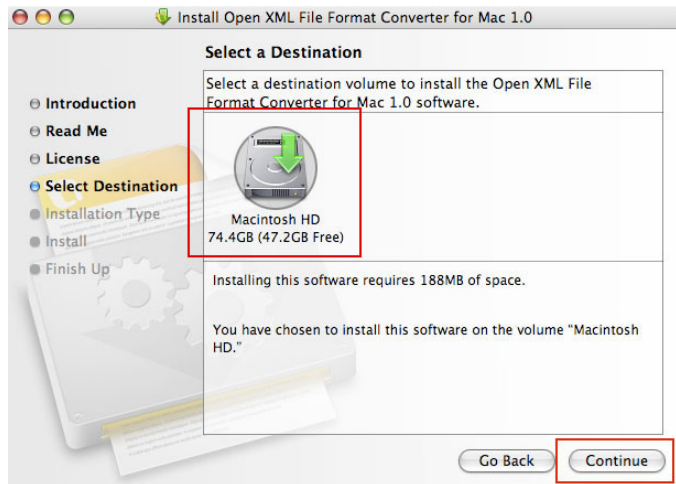 Install Open XML File Format Converter for Mac 1.0
Select a Destination
Introduction
Read Me
License
Select Destination
Installation Type
Install
Finish Up
Select a destination volume to install the Open XML File
Format Converter for Mac 1.0 software.
Macintosh HD
74.4GB (47.2GB Free)
Installing this software requires 188MB of space.
You have chosen to install this software on the volume "Macintosh
HD."
Go Back
Continue